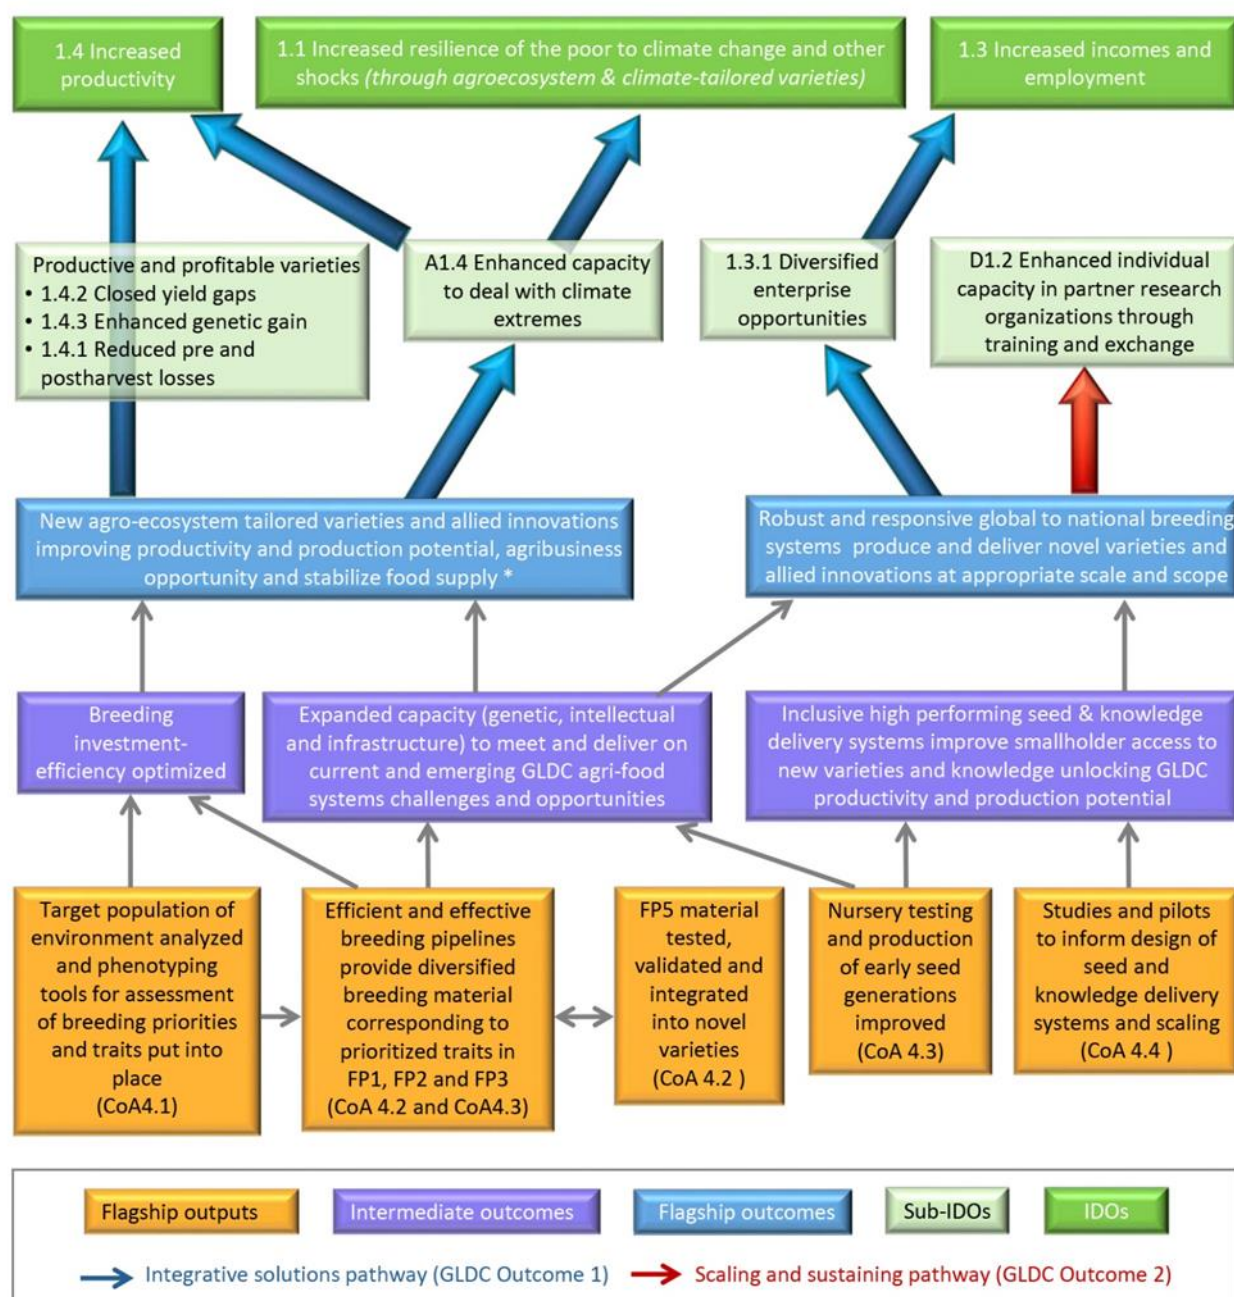 1.4 Increased
productivity
1.1 Increased resilience of the poor to climate change and other
shocks (through agroecosystem & climate-tailored varieties)
1.3 Increased incomes and
employment
Productive and profitable varieties
• 1.4.2 Closed yield gaps
• 1.4.3 Enhanced genetic gain
• 1.4.1 Reduced pre and
postharvest losses
A1.4 Enhanced capacity
to deal with climate
extremes
1.3.1 Diversified
enterprise
opportunities
D1.2 Enhanced individual
capacity in partner research
organizations through
training and exchange
New agro-ecosystem tailored varieties and allied innovations
improving productivity and production potential, agribusiness
opportunity and stabilize food supply *
Robust and responsive global to national breeding
systems produce and deliver novel varieties and
allied innovations at appropriate scale and scope
Breeding
investment-
efficiency optimized
Expanded capacity (genetic, intellectual
and infrastructure) to meet and deliver on
current and emerging GLDC agri-food
systems challenges and opportunities
Inclusive high performing seed & knowledge
delivery systems improve smallholder access to
new varieties and knowledge unlocking GLDC
productivity and production potential
Target population of
environment analyzed
and phenotyping
tools for assessment
of breeding priorities
and traits put into
place
(CoA4.1)
Efficient and effective
breeding pipelines
provide diversified
breeding material
corresponding to
prioritized traits in
FP1, FP2 and FP3
(CoA 4.2 and CoA4.3)
FP5 material
tested,
validated and
integrated
into novel
varieties
(CoA 4.2 )
Nursery testing
and production
of early seed
generations
improved
(CoA 4.3)
Studies and pilots
to inform design of
seed and
knowledge delivery
systems and scaling
(CoA 4.4 )
Flagship outputs
Intermediate outcomes
Flagship outcomes
Sub-IDOs
IDOs
Integrative solutions pathway (GLDC Outcome 1)
Scaling and sustaining pathway (GLDC Outcome 2)